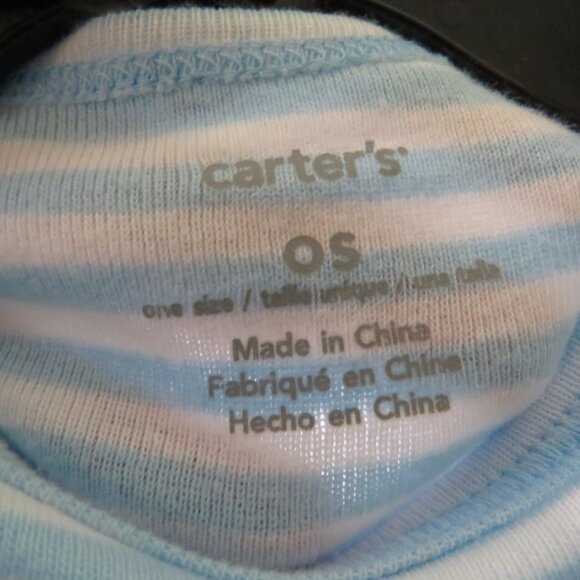 carter's
OS
one size / taille unique / una talla
Made in China
Fabriqué en Chine
Hecho en China